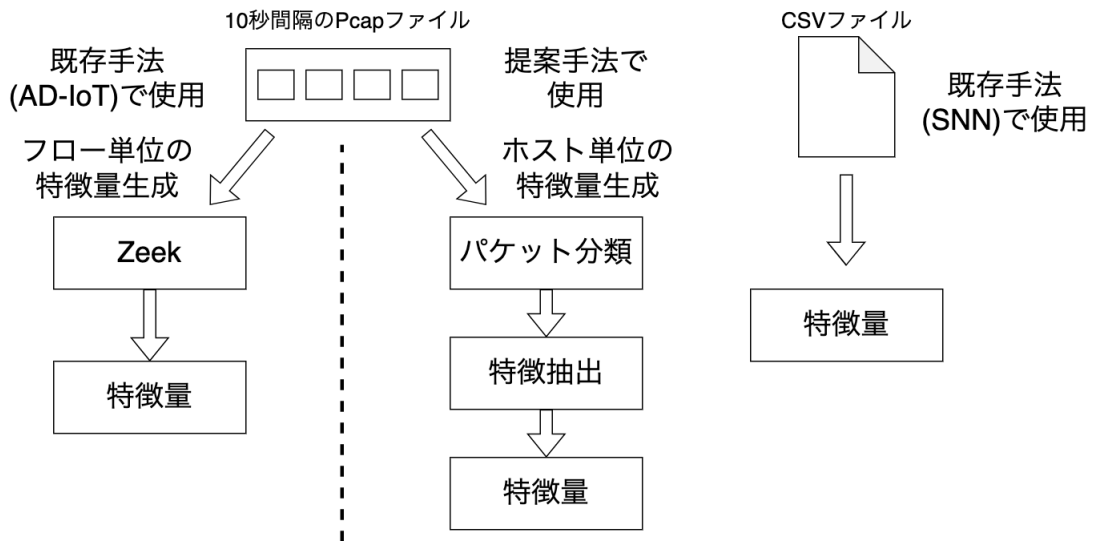 10秒間隔のPcapファイル
既存手法
(AD-IoT)で使用
提案手法で
使用
フロー単位の
特徴量生成
ホスト単位の
特徴量生成
Zeek
特徴量
パケット分類
特徴抽出
特徴量
CSVファイル
既存手法
(SNN)で使用
特徴量